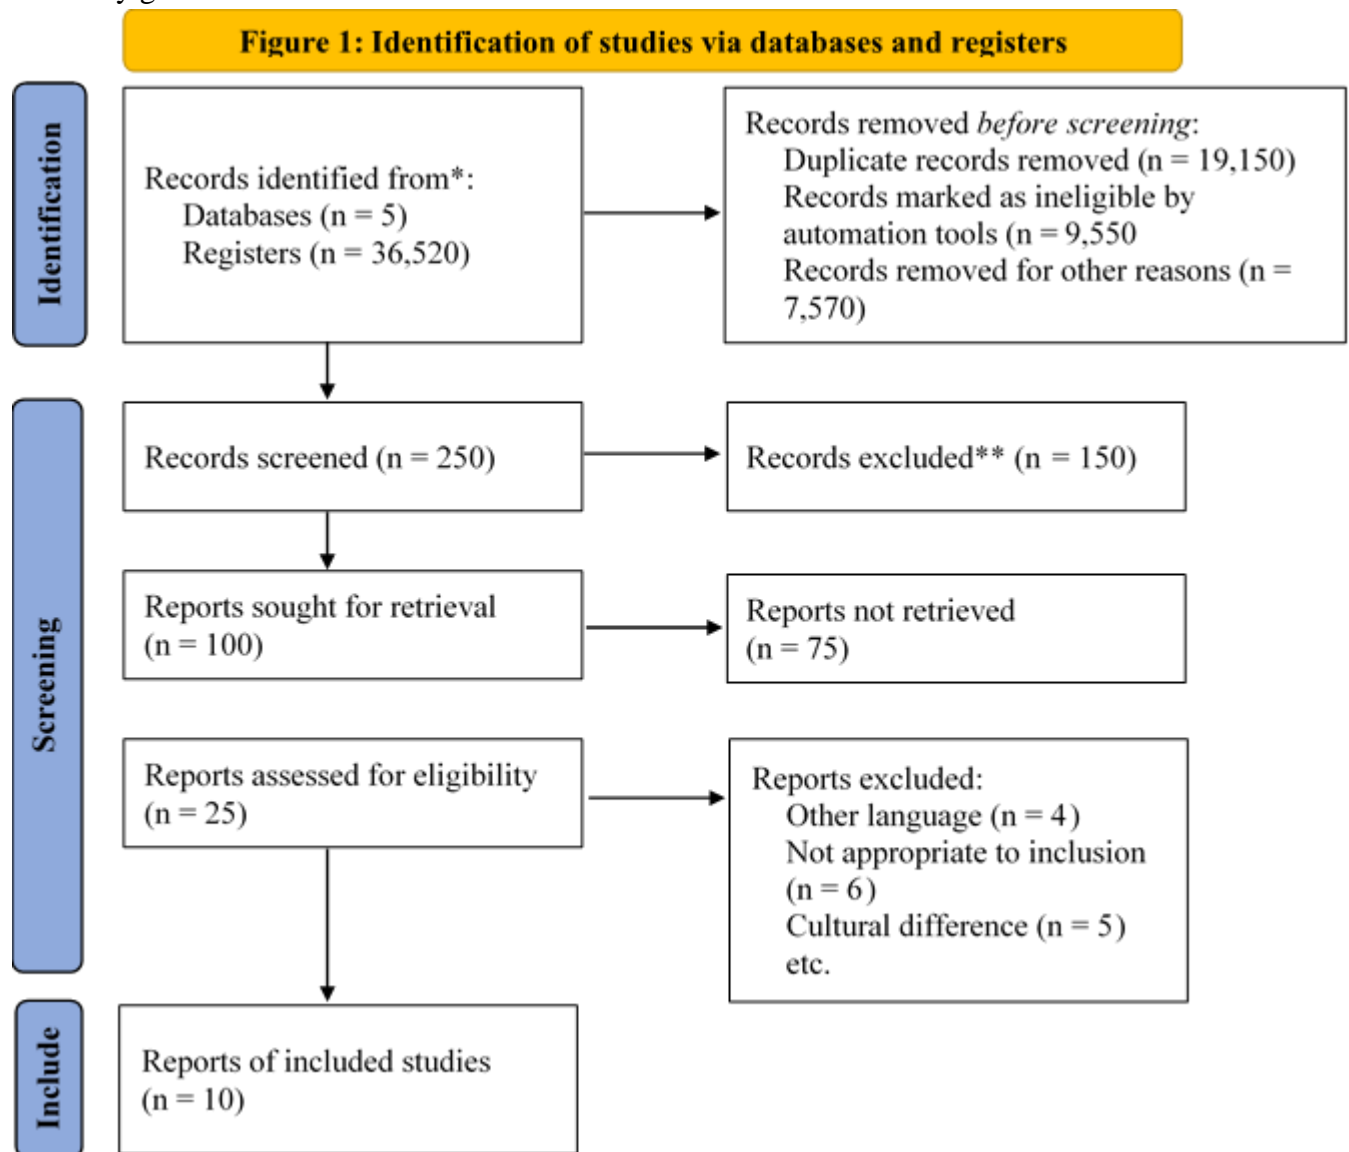 Figure 1: Identification of studies via databases and registers
Identification
Records identified from*:
Databases (n = 5)
Registers (n = 36,520)
Records removed before screening:
Duplicate records removed (n = 19,150)
Records marked as ineligible by
automation tools (n = 9,550
Records removed for other reasons (n =
7,570)
Screening
Records screened (n = 250)
Records excluded** (n = 150)
Reports sought for retrieval
(n = 100)
Reports not retrieved
(n = 75)
Reports assessed for eligibility
(n = 25)
Reports excluded:
Other language (n = 4)
Not appropriate to inclusion
(n = 6)
Cultural difference (n = 5)
etc.
Include
Reports of included studies
(n = 10)